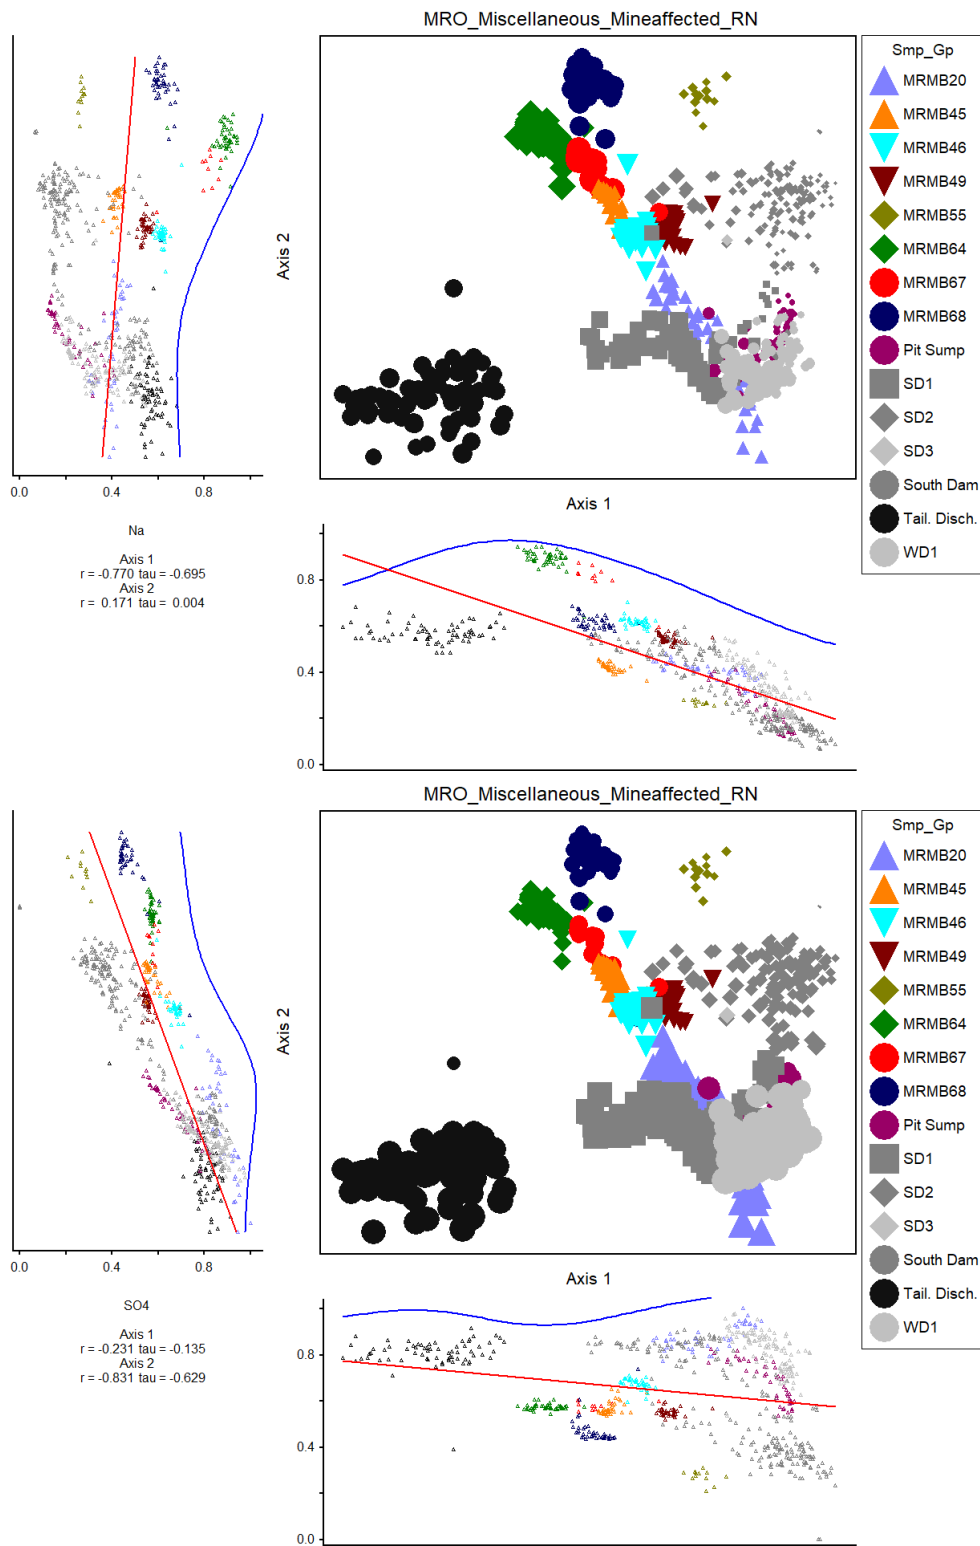 MRO_Miscellaneous_Mineaffected_RN
Axis 2
0.0 0.4 0.8
Smp_Gp
MRMB20
MRMB45
MRMB46
MRMB49
MRMB55
MRMB64
MRMB67
MRMB68
Pit Sump
SD1
SD2
SD3
South Dam
Tail. Disch.
WD1
Axis 1
Na
Axis 1
r = -0.770 tau = -0.695
Axis 2
r = 0.171 tau = 0.004
0.8
0.4
0.0
MRO_Miscellaneous_Mineaffected_RN
Axis 2
0.0 0.4 0.8
Smp_Gp
MRMB20
MRMB45
MRMB46
MRMB49
MRMB55
MRMB64
MRMB67
MRMB68
Pit Sump
SD1
SD2
SD3
South Dam
Tail. Disch.
WD1
Axis 1
SO4
Axis 1
r = -0.231 tau = -0.135
Axis 2
r = -0.831 tau = -0.629
0.8
0.4
0.0